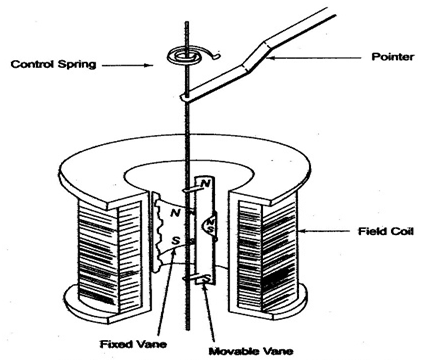 Control Spring
Pointer
N
N
N
S
S
Field Coil
Fixed Vane
Movable Vane